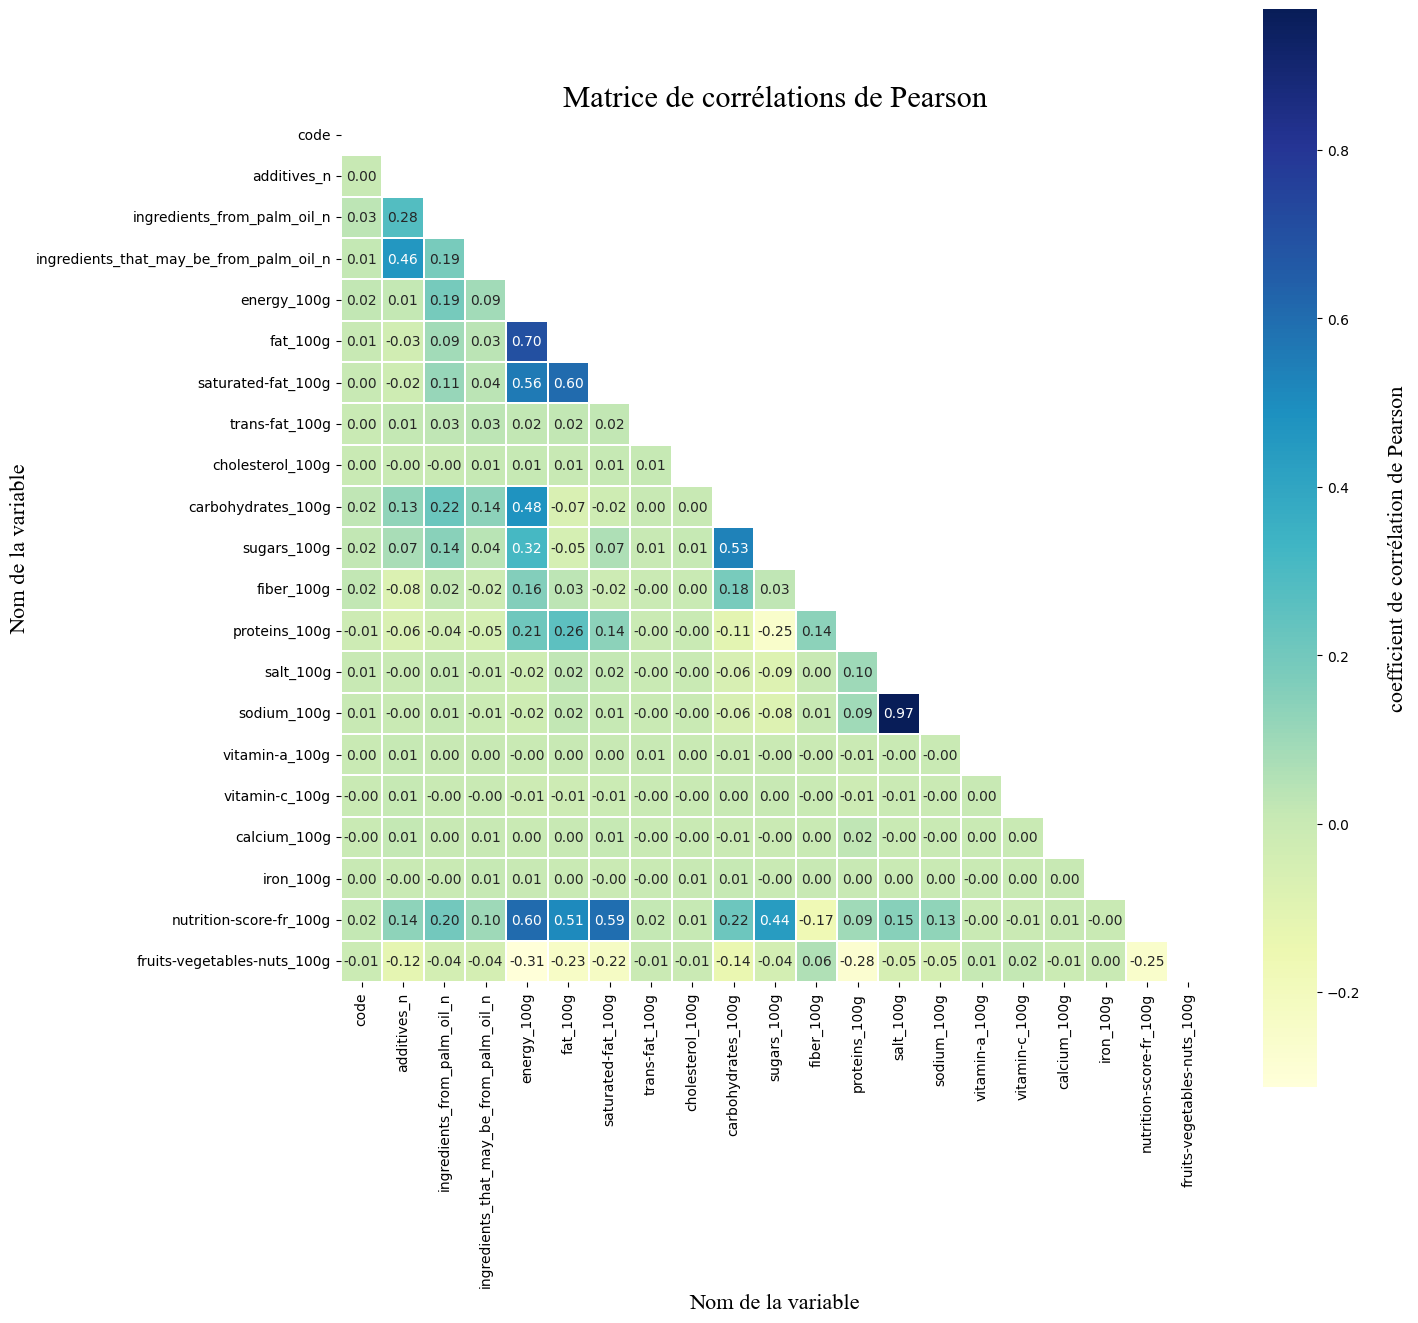 Matrice de corrélations de Pearson
code
additives_n 0.00
ingredients_from_palm_oil_n 0.03 0.28
ingredients_that_may_be_from_palm_oil_n 0.01 0.46 0.19
energy_100g 0.02 0.01 0.19 0.09
fat_100g 0.01 -0.03 0.09 0.03 0.70
saturated-fat_100g 0.00 -0.02 0.11 0.04 0.56 0.60
trans-fat_100g 0.00 0.01 0.03 0.03 0.02 0.02 0.02
cholesterol_100g 0.00 -0.00 -0.00 0.01 0.01 0.01 0.01 0.01
carbohydrates_100g 0.02 0.13 0.22 0.14 0.48 -0.07 -0.02 0.00 0.00
sugars_100g 0.02 0.07 0.14 0.04 0.32 -0.05 0.07 0.01 0.01 0.53
fiber_100g 0.02 -0.08 0.02 -0.02 0.16 0.03 -0.02 -0.00 0.00 0.18 0.03
proteins_100g -0.01 -0.06 -0.04 -0.05 0.21 0.26 0.14 -0.00 -0.00 -0.11 -0.25 0.14
salt_100g 0.01 -0.00 0.01 -0.01 -0.02 0.02 0.02 -0.00 -0.00 -0.06 -0.09 0.00 0.10
sodium_100g 0.01 -0.00 0.01 -0.01 -0.02 0.02 0.01 -0.00 -0.00 -0.06 -0.08 0.01 0.09 0.97
vitamin-a_100g 0.00 0.01 0.00 0.00 -0.00 0.00 0.00 0.01 0.00 -0.01 -0.00 -0.00 -0.01 -0.00 -0.00
vitamin-c_100g -0.00 0.01 -0.00 -0.00 -0.01 -0.01 -0.01 -0.00 -0.00 0.00 0.00 -0.00 -0.01 -0.01 -0.00 0.00
calcium_100g -0.00 0.01 0.00 0.01 0.00 0.00 0.01 -0.00 -0.00 -0.01 -0.00 0.00 0.02 -0.00 -0.00 0.00 0.00
iron_100g 0.00 -0.00 -0.00 0.01 0.01 0.00 -0.00 -0.00 0.01 0.01 0.00 0.00 0.00 0.00 0.00 -0.00 0.00 0.00
nutrition-score-fr_100g 0.02 0.14 0.20 0.10 0.60 0.51 0.59 0.02 0.01 0.22 0.44 -0.17 0.09 0.15 0.13 -0.00 -0.01 0.01 -0.00
fruits-vegetables-nuts_100g -0.01 -0.12 -0.04 -0.04 -0.31 -0.23 -0.22 -0.01 -0.01 -0.14 -0.04 0.06 -0.28 -0.05 -0.05 0.01 0.02 -0.01 0.00 -0.25
Nom de la variable
code
additives_n
ingredients_from_palm_oil_n
ingredients_that_may_be_from_palm_oil_n
energy_100g
fat_100g
saturated-fat_100g
trans-fat_100g
cholesterol_100g
carbohydrates_100g
sugars_100g
fiber_100g
proteins_100g
salt_100g
sodium_100g
vitamin-a_100g
vitamin-c_100g
calcium_100g
iron_100g
nutrition-score-fr_100g
fruits-vegetables-nuts_100g
Nom de la variable
0.8
0.6
0.4
0.2
0.0
−0.2
coefficient de corrélation de Pearson